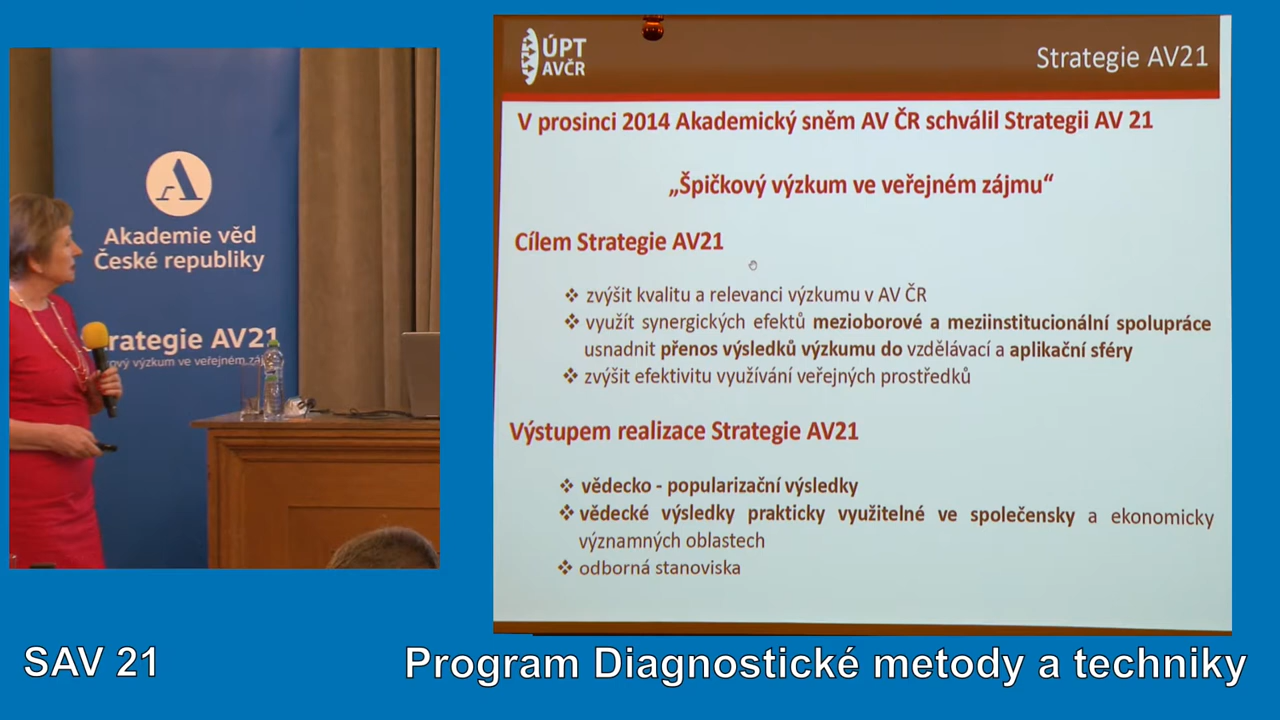 Akademie věd
České republiky
Strategie AV21
ÚPT
AVČR
Strategie AV21
V prosinci 2014 Akademický sněm AV ČR schválil Strategii AV 21
„Špičkový výzkum ve veřejném zájmu“
Cílem Strategie AV21
❖ zvýšit kvalitu a relevanci výzkumu v AV ČR
❖ využít synergických efektů mezioborové a meziinstitucionální spolupráce
usnadnit přenos výsledků výzkumu do vzdělávací a aplikační sféry
❖ zvýšit efektivitu využívání veřejných prostředků
Výstupem realizace Strategie AV21
❖ vědecko - popularizační výsledky
❖ vědecké výsledky prakticky využitelné ve společensky a ekonomicky
významných oblastech
❖ odborná stanoviska
SAV 21
Program Diagnostické metody a techniky